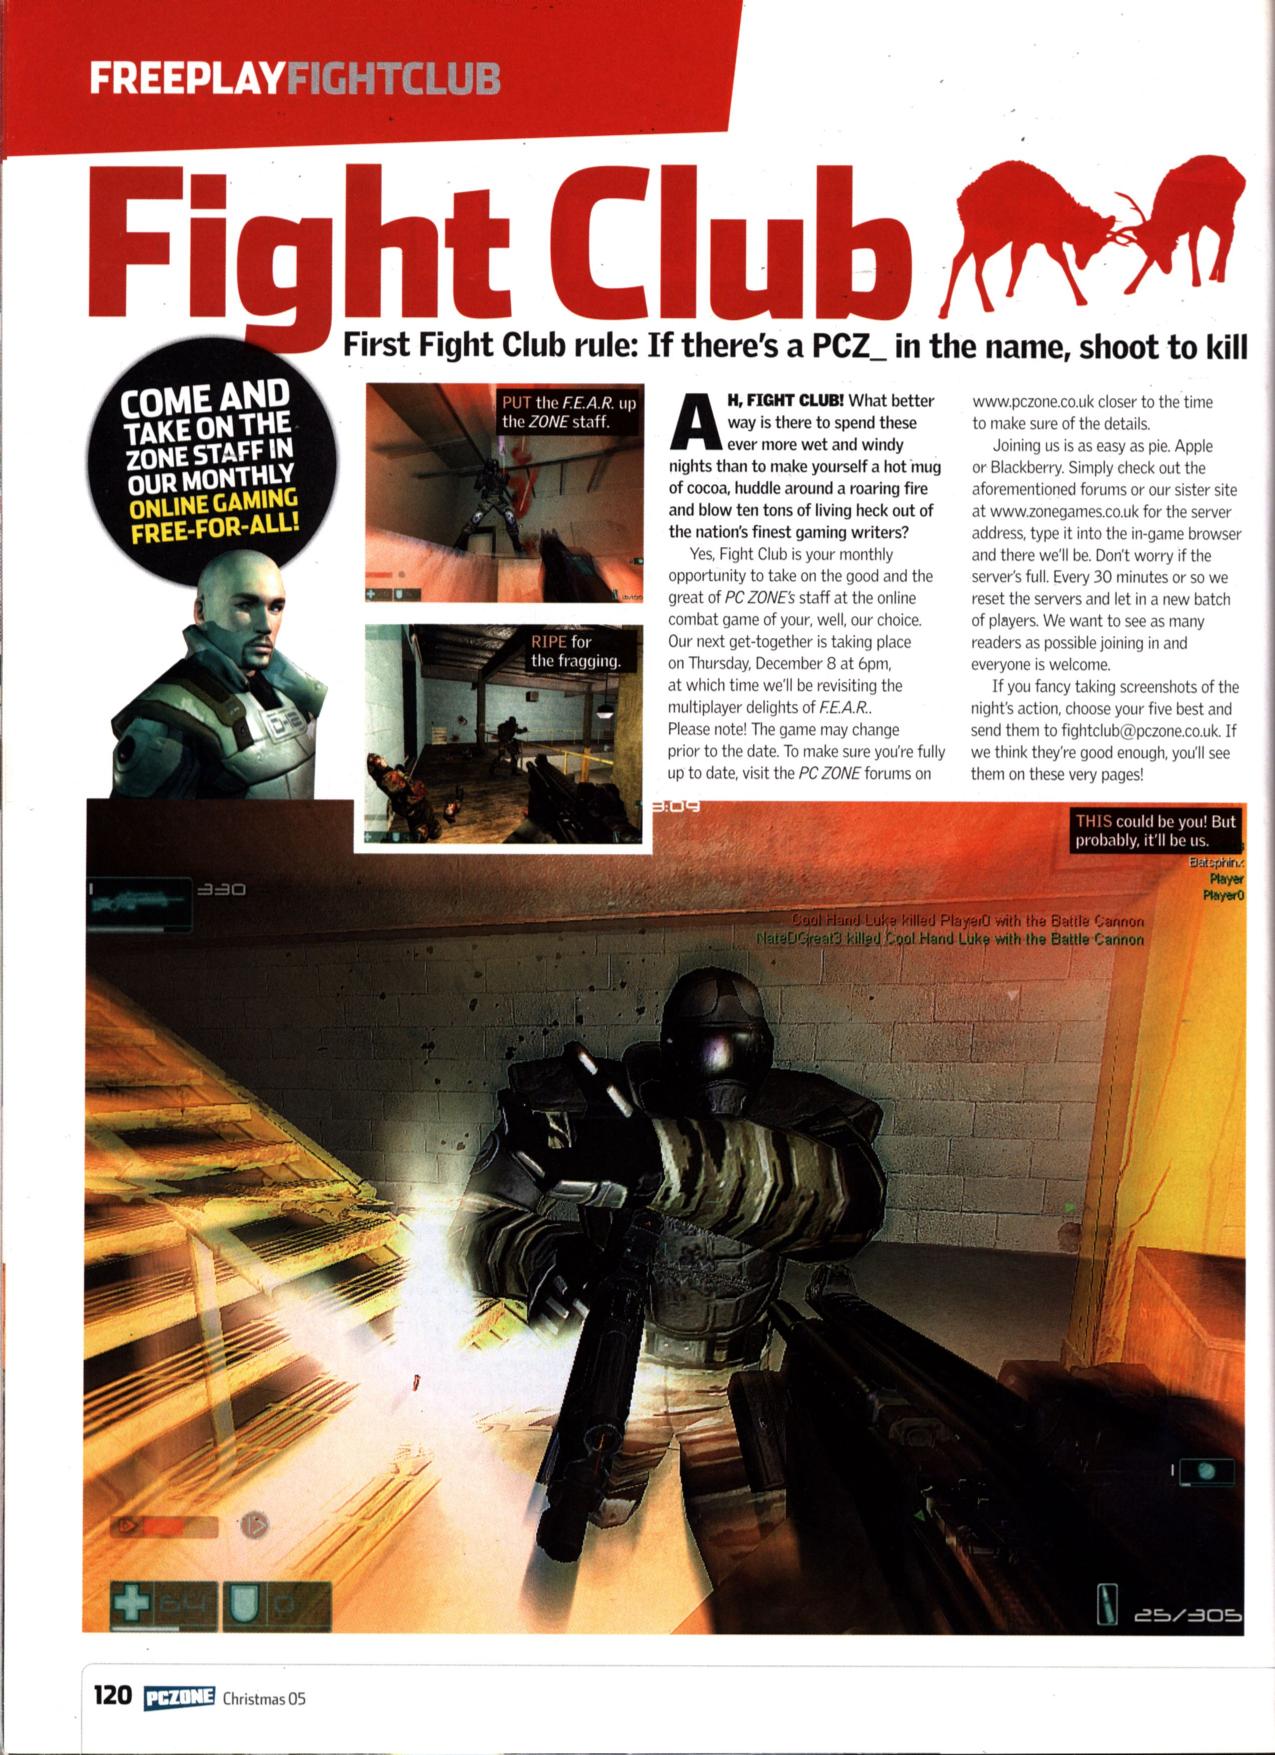 FREEPLAYFIGHTCLUB
Fight Club
First Fight Club rule: If there's a PCZ_ in the name, shoot to kill
COME AND
TAKE ON THE
ZONE STAFF IN
OUR MONTHLY
ONLINE GAMING
FREE-FOR-ALL!
PUT the F.E.A.R. up
the ZONE staff.
RIPE for
the fragging.
AH, FIGHT CLUB! What better
way is there to spend these
ever more wet and windy
nights than to make yourself a hot mug
of cocoa, huddle around a roaring fire
and blow ten tons of living heck out of
the nation's finest gaming writers?
Yes, Fight Club is your monthly
opportunity to take on the good and the
great of PC ZONE's staff at the online
combat game of your, well, our choice.
Our next get-together is taking place
on Thursday, December 8 at 6pm,
at which time we'll be revisiting the
multiplayer delights of F.E.A.R..
Please note! The game may change
prior to the date. To make sure you're fully
up to date, visit the PC ZONE forums on
www.pczone.co.uk closer to the time
to make sure of the details.
Joining us is as easy as pie. Apple
or Blackberry. Simply check out the
aforementioned forums or our sister site
at www.zonegames.co.uk for the server
address, type it into the in-game browser
and there we'll be. Don't worry if the
server's full. Every 30 minutes or so we
reset the servers and let in a new batch
of players. We want to see as many
readers as possible joining in and
everyone is welcome.
If you fancy taking screenshots of the
night's action, choose your five best and
send them to fightclub@pczone.co.uk. If
we think they're good enough, you'll see
them on these very pages!
3:09
THIS could be you! But
probably, it'll be us.
Batsphinx
Player
Player0
330
Cool Hand Luke killed Player0 with the Battle Cannon
NateDGreat3 killed Cool Hand Luke with the Battle Cannon
1
64 0
25/305
120 PCZONE Christmas 05